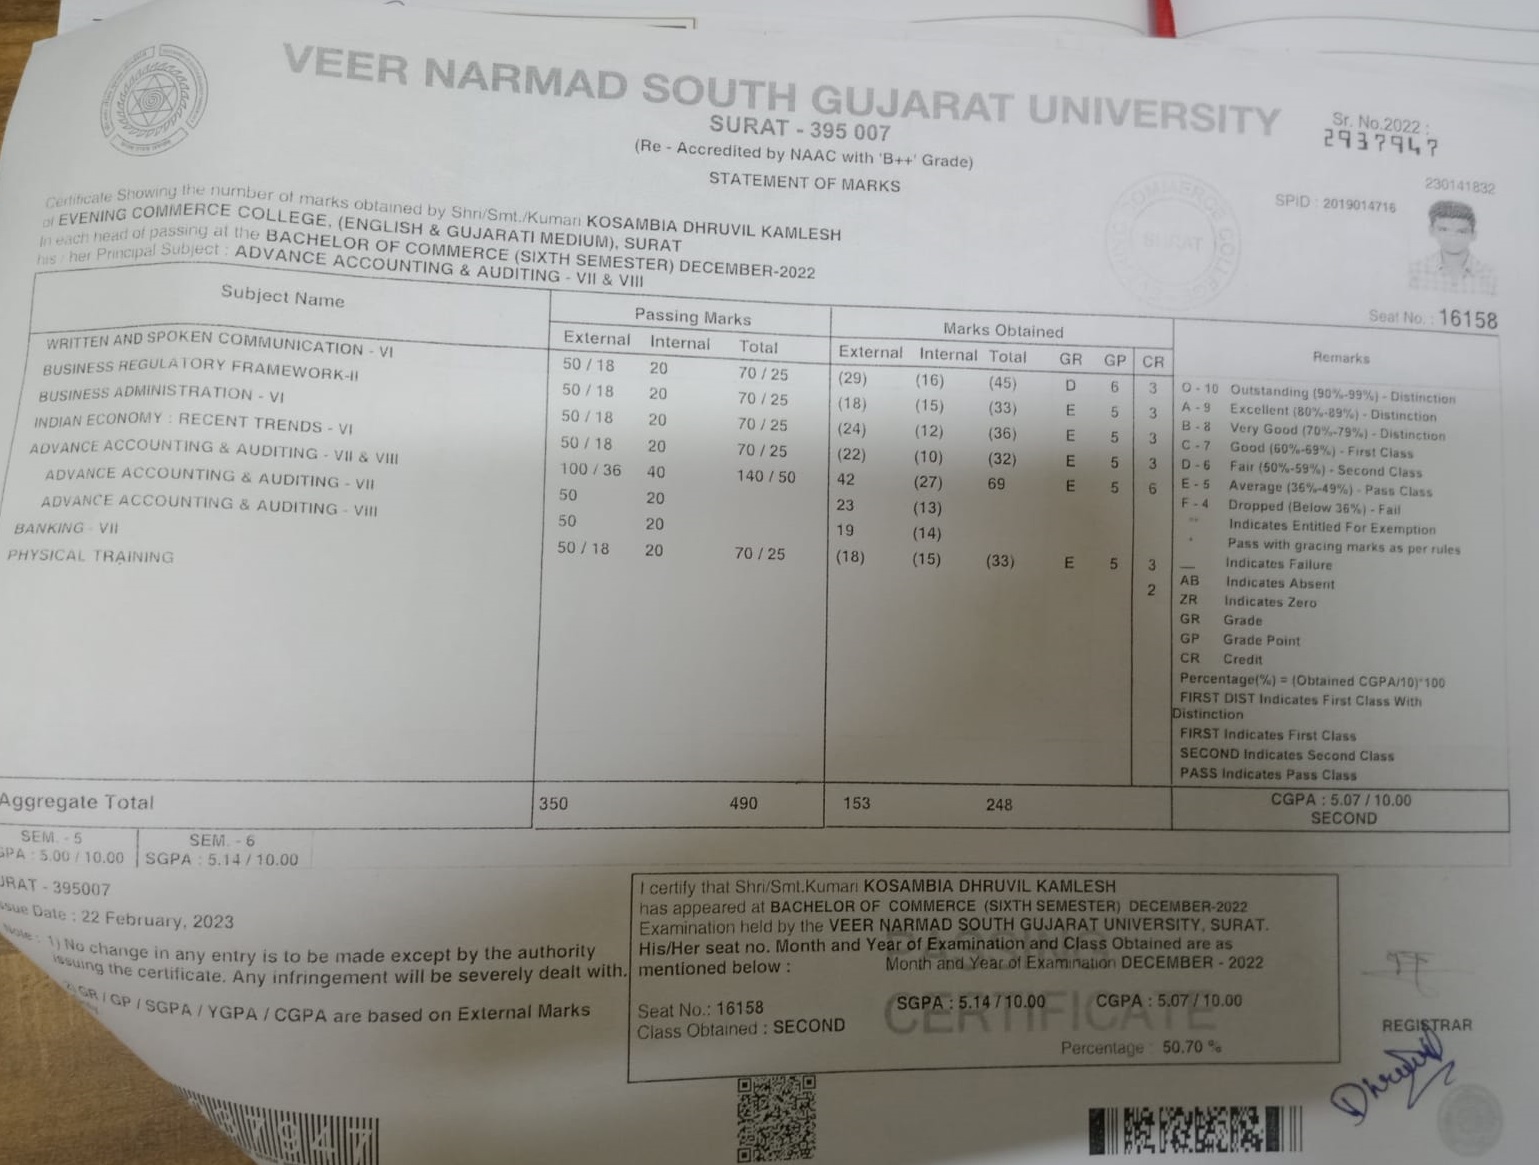 VEER NARMAD SOUTH GUJARAT UNIVERSITY
SURAT - 395 007
(Re - Accredited by NAAC with 'B++' Grade)
STATEMENT OF MARKS
Sr. No.2022 :
2937947
230141832
SPID : 2019014716
Certificate Showing the number of marks obtained by Shri/Smt./Kumari KOSAMBIA DHRUVIL KAMLESH
of EVENING COMMERCE COLLEGE, (ENGLISH & GUJARATI MEDIUM), SURAT
In each head of passing at the BACHELOR OF COMMERCE (SIXTH SEMESTER) DECEMBER-2022
his / her Principal Subject : ADVANCE ACCOUNTING & AUDITING - VII & VIII
SURAT
Seat No. : 16158
Subject Name Passing Marks Marks Obtained Remarks
External Internal Total External Internal Total GR GP CR
WRITTEN AND SPOKEN COMMUNICATION - VI 50 / 18 20 70 / 25 (29) (16) (45) D 6 3
BUSINESS REGULATORY FRAMEWORK-II 50 / 18 20 70 / 25 (18) (15) (33) E 5 3
BUSINESS ADMINISTRATION - VI 50 / 18 20 70 / 25 (24) (12) (36) E 5 3
INDIAN ECONOMY : RECENT TRENDS - VI 50 / 18 20 70 / 25 (22) (10) (32) E 5 3
ADVANCE ACCOUNTING & AUDITING - VII & VIII 100 / 36 40 140 / 50 42 (27) 69 E 5 6
ADVANCE ACCOUNTING & AUDITING - VII 50 20 23 (13)
ADVANCE ACCOUNTING & AUDITING - VIII 50 20 19 (14)
BANKING - VII 50 / 18 20 70 / 25 (18) (15) (33) E 5 3
PHYSICAL TRAINING 2
O - 10 Outstanding (90%-99%) - Distinction
A - 9 Excellent (80%-89%) - Distinction
B - 8 Very Good (70%-79%) - Distinction
C - 7 Good (60%-69%) - First Class
D - 6 Fair (50%-59%) - Second Class
E - 5 Average (36%-49%) - Pass Class
F - 4 Dropped (Below 36%) - Fail
Indicates Entitled For Exemption
* Pass with gracing marks as per rules
__ Indicates Failure
AB Indicates Absent
ZR Indicates Zero
GR Grade
GP Grade Point
CR Credit
Percentage(%) = (Obtained CGPA/10)*100
FIRST DIST Indicates First Class With
Distinction
FIRST Indicates First Class
SECOND Indicates Second Class
PASS Indicates Pass Class
Aggregate Total 350 490 153 248 CGPA : 5.07 / 10.00
SECOND
SEM. - 5 SEM. - 6
GPA : 5.00 / 10.00 SGPA : 5.14 / 10.00
URAT - 395007
ssue Date : 22 February, 2023
Note : 1) No change in any entry is to be made except by the authority
issuing the certificate. Any infringement will be severely dealt with.
2) GR / GP / SGPA / YGPA / CGPA are based on External Marks
I certify that Shri/Smt.Kumari KOSAMBIA DHRUVIL KAMLESH
has appeared at BACHELOR OF COMMERCE (SIXTH SEMESTER) DECEMBER-2022
Examination held by the VEER NARMAD SOUTH GUJARAT UNIVERSITY, SURAT.
His/Her seat no. Month and Year of Examination and Class Obtained are as
mentioned below : Month and Year of Examination DECEMBER - 2022
Seat No.: 16158 SGPA : 5.14 / 10.00 CGPA : 5.07 / 10.00
CERTIFICATE
Class Obtained : SECOND
Percentage : 50.70 %
REGISTRAR
Dhruvil